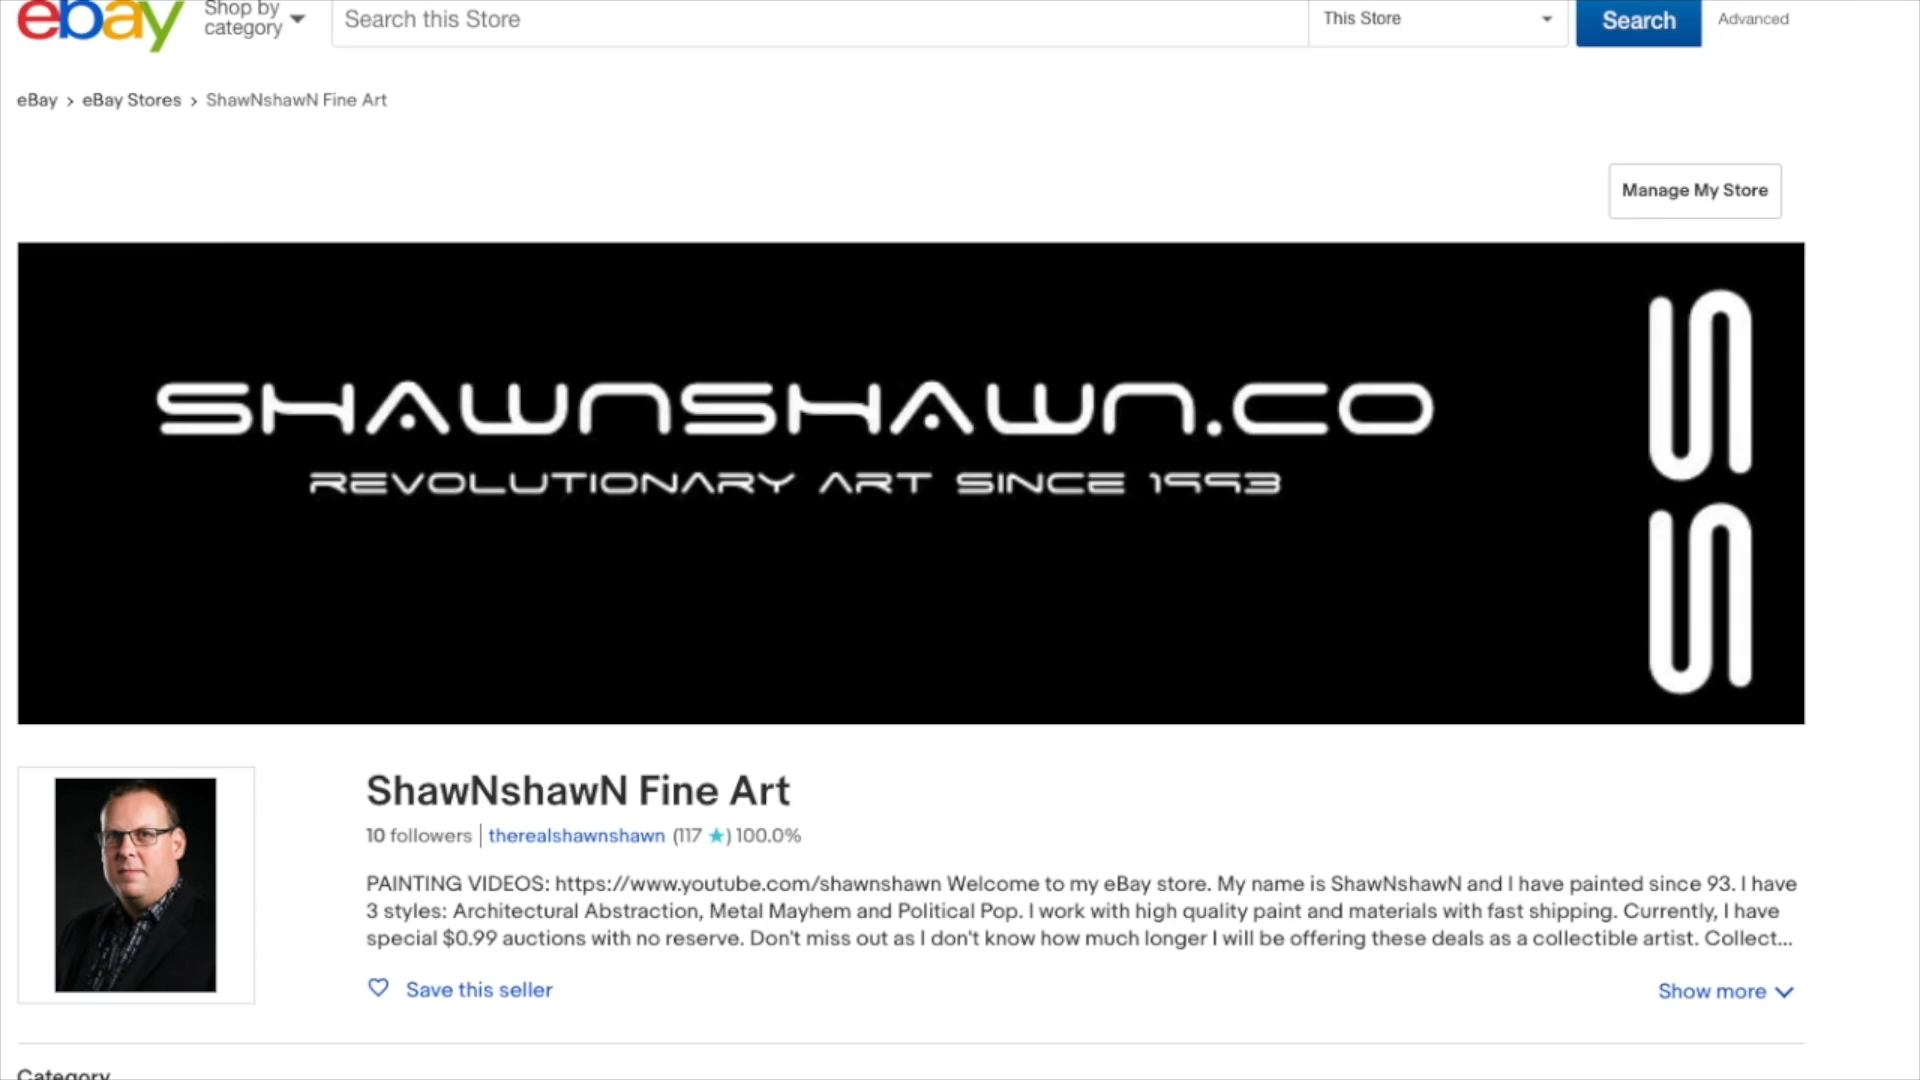 ebay
Shop by
category
Search this Store
This Store
Search
Advanced
eBay > eBay Stores > ShawNshawN Fine Art
Manage My Store
SHAWNSHAWN.CO
REVOLUTIONARY ART SINCE 1993
SS
ShawNshawN Fine Art
10 followers | therealshawnshawn (117 ★) 100.0%
PAINTING VIDEOS: https://www.youtube.com/shawnshawn Welcome to my eBay store. My name is ShawNshawN and I have painted since 93. I have
3 styles: Architectural Abstraction, Metal Mayhem and Political Pop. I work with high quality paint and materials with fast shipping. Currently, I have
special $0.99 auctions with no reserve. Don't miss out as I don't know how much longer I will be offering these deals as a collectible artist. Collect...
Save this seller
Show more
Category